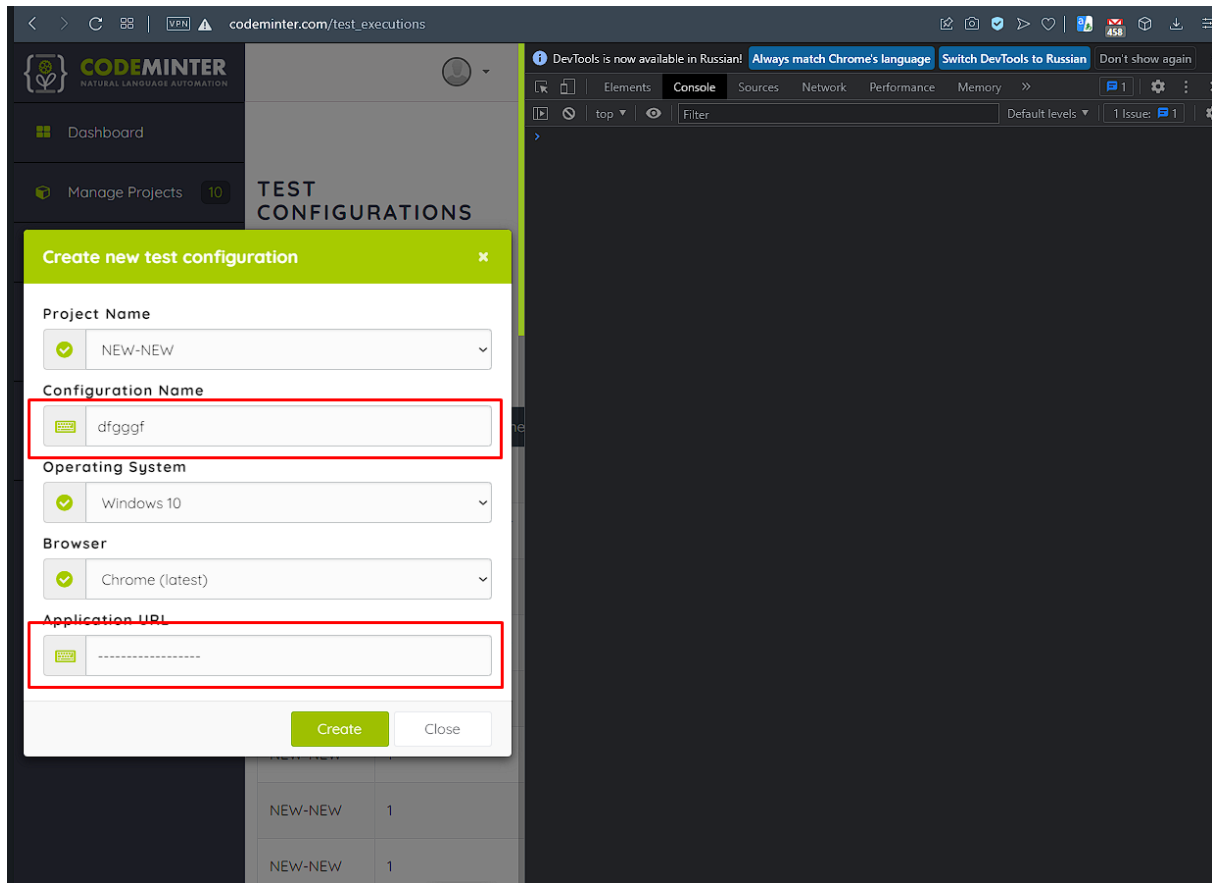 VPN codeminter.com/test_executions
458
CODEMINTER
NATURAL LANGUAGE AUTOMATION
Dashboard
Manage Projects 10
TEST
CONFIGURATIONS
Create new test configuration ×
Project Name
NEW-NEW
Configuration Name
dfgggf
Operating System
Windows 10
Browser
Chrome (latest)
Application URL
------------------
Create Close
NEW-NEW 1
NEW-NEW 1
NEW-NEW 1
DevTools is now available in Russian! Always match Chrome's language Switch DevTools to Russian Don't show again
Elements Console Sources Network Performance Memory » 1
top Filter Default levels 1 Issue: 1